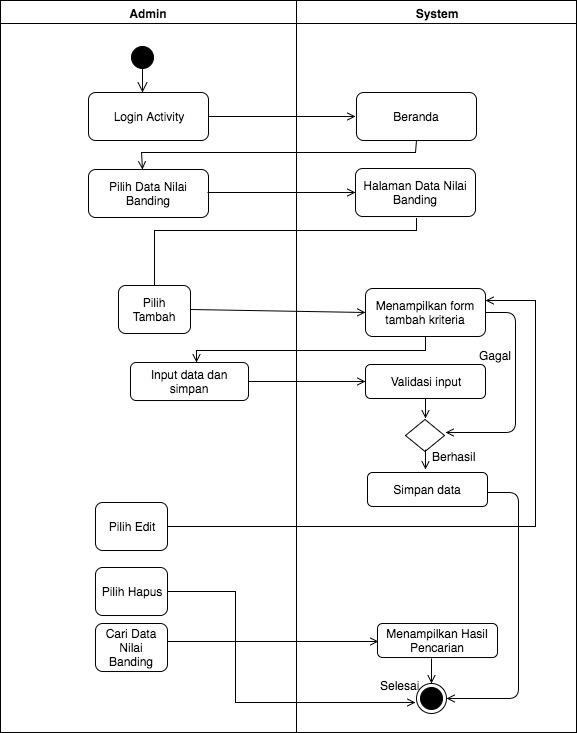 Admin
System
Login Activity
Beranda
Pilih Data Nilai
Banding
Halaman Data Nilai
Banding
Pilih
Tambah
Menampilkan form
tambah kriteria
Gagal
Input data dan
simpan
Validasi input
Berhasil
Simpan data
Pilih Edit
Pilih Hapus
Cari Data
Nilai
Banding
Menampilkan Hasil
Pencarian
Selesai